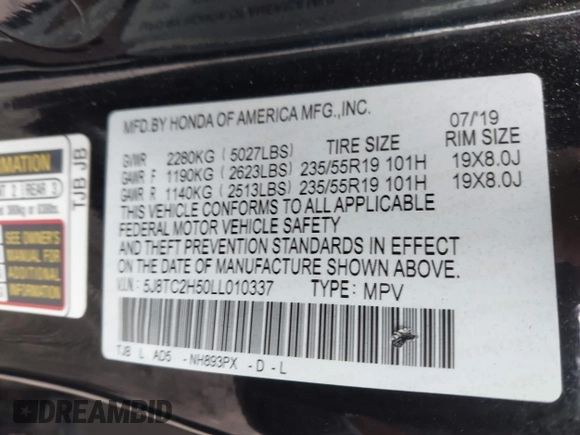 MFD.BY HONDA OF AMERICA MFG.,INC.
07/'19
GVWR 2280KG (5027LBS) TIRE SIZE RIM SIZE
GAWR F 1190KG (2623LBS) 235/55R19 101H 19X8.0J
GAWR R 1140KG (2513LBS) 235/55R19 101H 19X8.0J
THIS VEHICLE CONFORMS TO ALL APPLICABLE
FEDERAL MOTOR VEHICLE SAFETY
AND THEFT PREVENTION STANDARDS IN EFFECT
ON THE DATE OF MANUFACTURE SHOWN ABOVE.
V.I.N: 5J8TC2H50LL010337 TYPE: MPV
TJB L AD5 -NH893PX -D-L
TJB JB
REAR 3
SEE OWNER'S
MANUAL FOR
ADDITIONAL
INFORMATION
DREAMBID